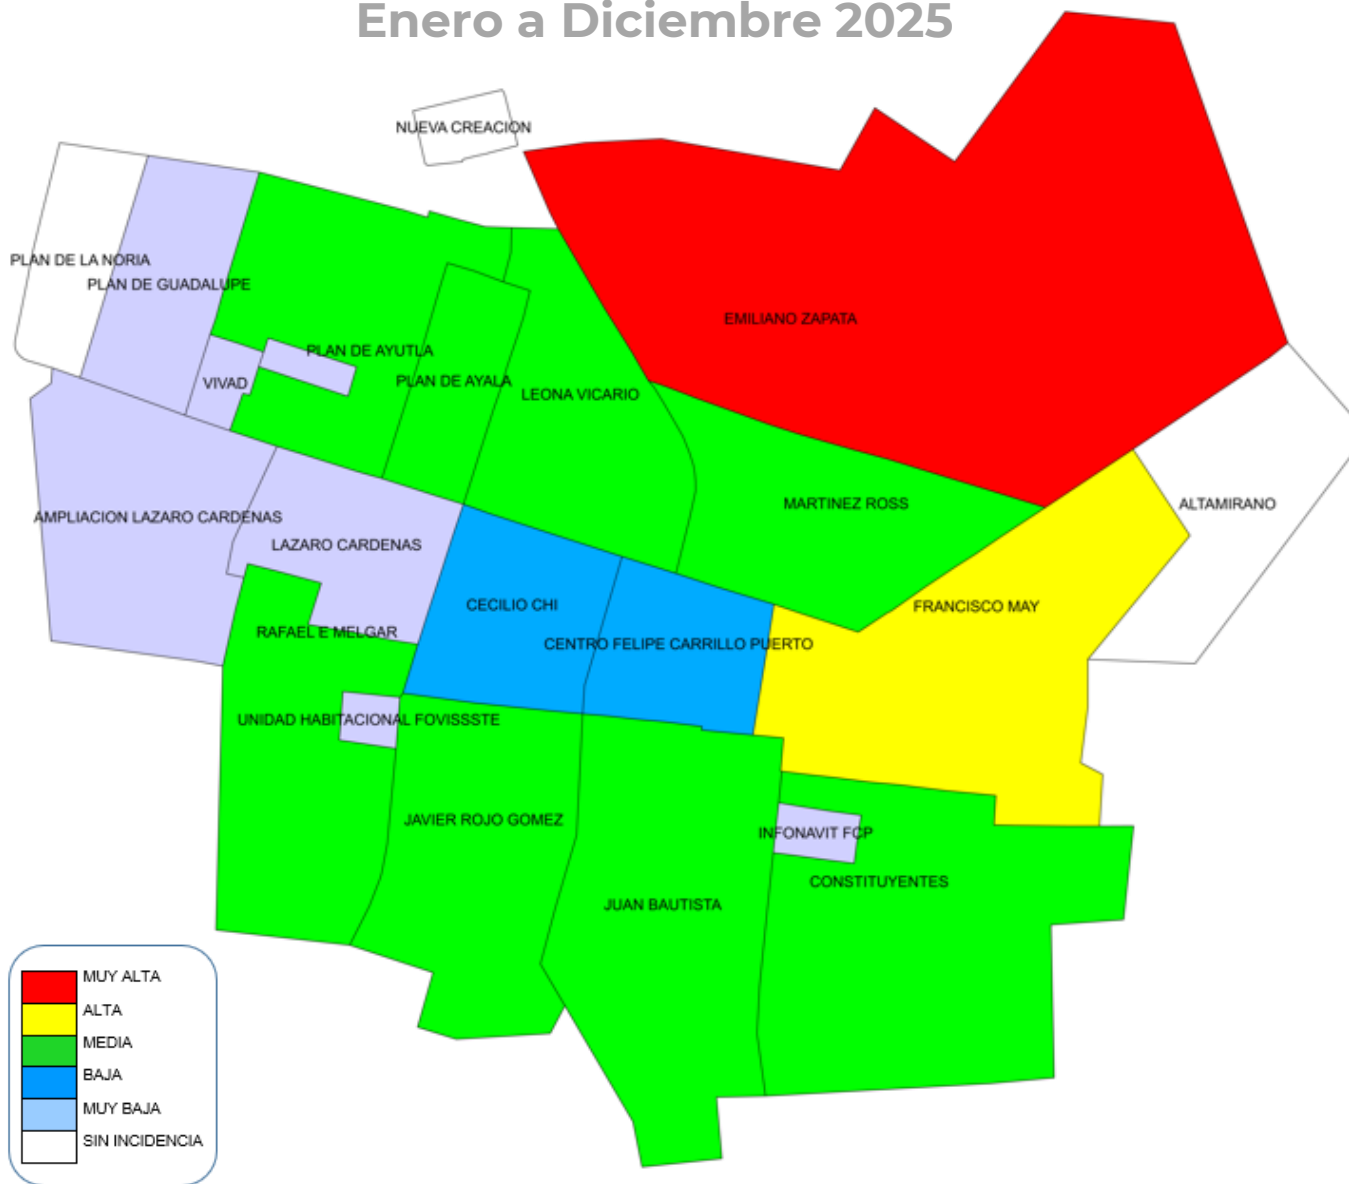 Enero a Diciembre 2025
NUEVA CREACION
PLAN DE LA NORIA
PLAN DE GUADALUPE
EMILIANO ZAPATA
PLAN DE AYUTLA
VIVAD
PLAN DE AYALA
LEONA VICARIO
MARTINEZ ROSS
ALTAMIRANO
AMPLIACION LAZARO CARDENAS
LAZARO CARDENAS
CECILIO CHI
FRANCISCO MAY
RAFAEL E MELGAR
CENTRO FELIPE CARRILLO PUERTO
UNIDAD HABITACIONAL FOVISSSTE
JAVIER ROJO GOMEZ
INFONAVIT FCP
CONSTITUYENTES
JUAN BAUTISTA
MUY ALTA
ALTA
MEDIA
BAJA
MUY BAJA
SIN INCIDENCIA